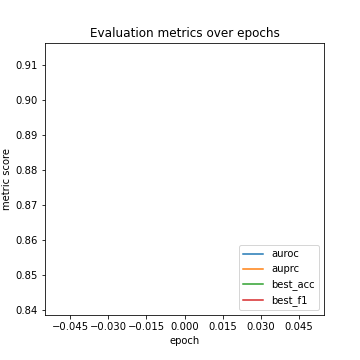 Evaluation metrics over epochs
metric score
0.91
0.90
0.89
0.88
0.87
0.86
0.85
0.84
auroc
auprc
best_acc
best_f1
−0.045 −0.030 −0.015 0.000 0.015 0.030 0.045
epoch